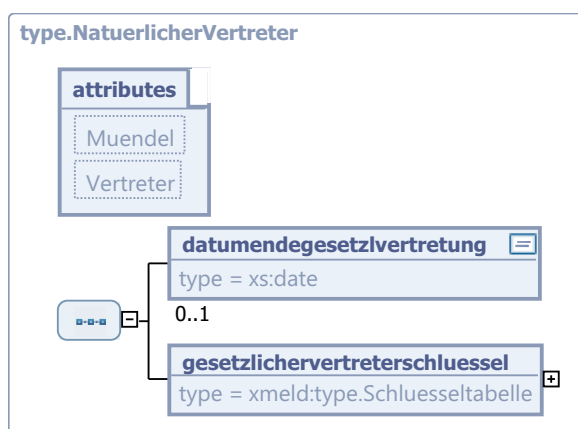 type.NatuerlicherVertreter
attributes
Muendel
Vertreter
datumendegesetzlvertretung
type = xs:date
0..1
gesetzlichervertreterschluessel
type = xmeld:type.Schluesseltabelle